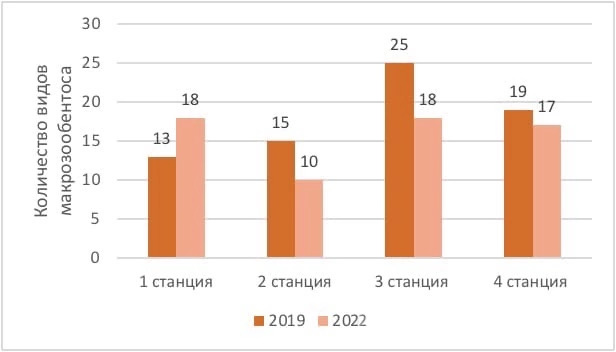 Количество видов
макрозообентоса
30
25
20
15
10
5
0
13
18
15
10
25
18
19
17
1 станция
2 станция
3 станция
4 станция
2019
2022